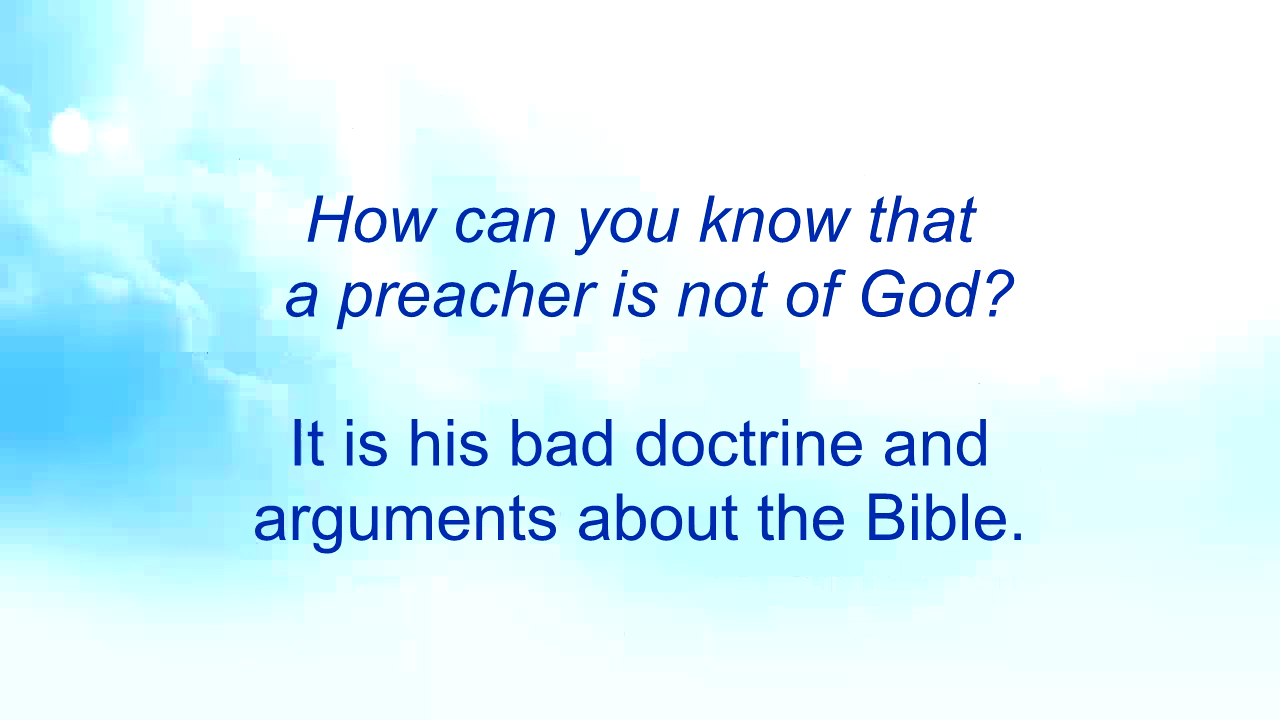 How can you know that
a preacher is not of God?
It is his bad doctrine and
arguments about the Bible.